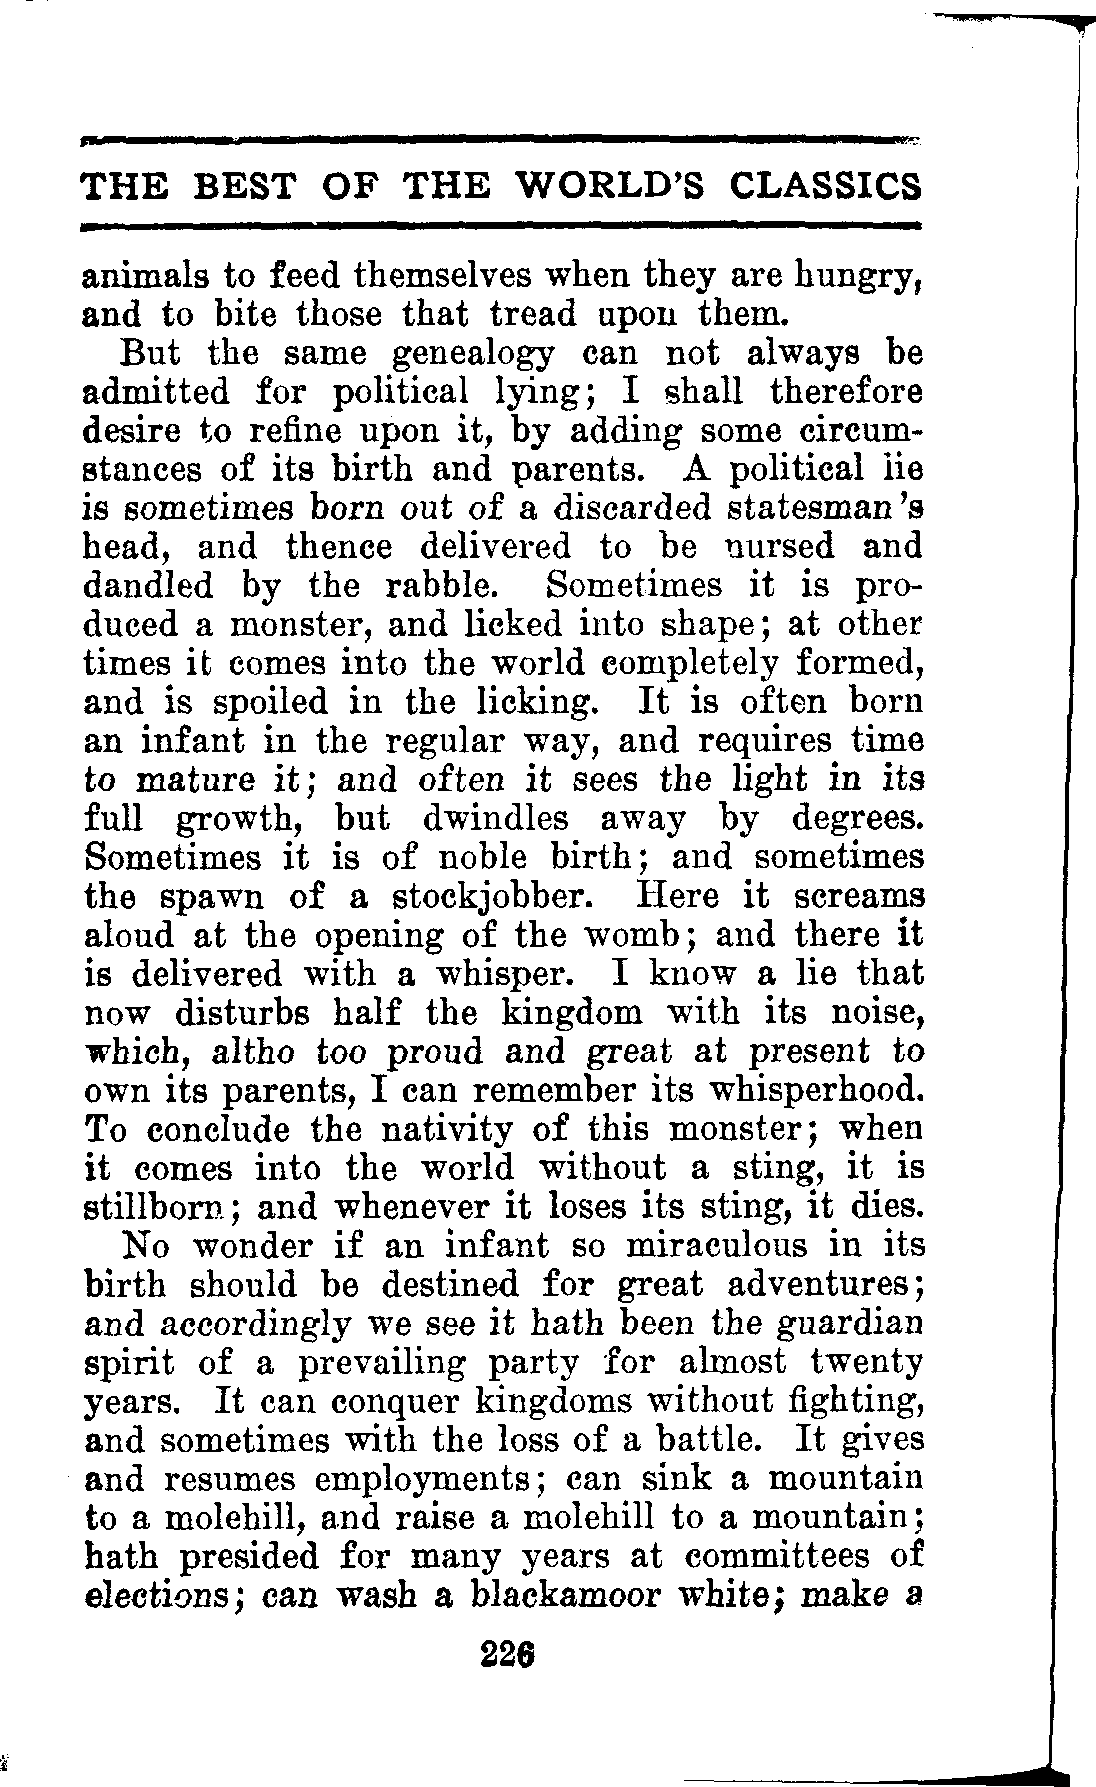 THE BEST OF THE WORLD'S CLASSICS
animals to feed themselves when they are hungry,
and to bite those that tread upon them.
But the same genealogy can not always be
admitted for political lying; I shall therefore
desire to refine upon it, by adding some circum-
stances of its birth and parents. A political lie
is sometimes born out of a discarded statesman's
head, and thence delivered to be nursed and
dandled by the rabble. Sometimes it is pro-
duced a monster, and licked into shape; at other
times it comes into the world completely formed,
and is spoiled in the licking. It is often born
an infant in the regular way, and requires time
to mature it; and often it sees the light in its
full growth, but dwindles away by degrees.
Sometimes it is of noble birth; and sometimes
the spawn of a stockjobber. Here it screams
aloud at the opening of the womb; and there it
is delivered with a whisper. I know a lie that
now disturbs half the kingdom with its noise,
which, altho too proud and great at present to
own its parents, I can remember its whisperhood.
To conclude the nativity of this monster; when
it comes into the world without a sting, it is
stillborn; and whenever it loses its sting, it dies.
No wonder if an infant so miraculous in its
birth should be destined for great adventures;
and accordingly we see it hath been the guardian
spirit of a prevailing party for almost twenty
years. It can conquer kingdoms without fighting,
and sometimes with the loss of a battle. It gives
and resumes employments; can sink a mountain
to a molehill, and raise a molehill to a mountain;
hath presided for many years at committees of
elections; can wash a blackamoor white; make a
226